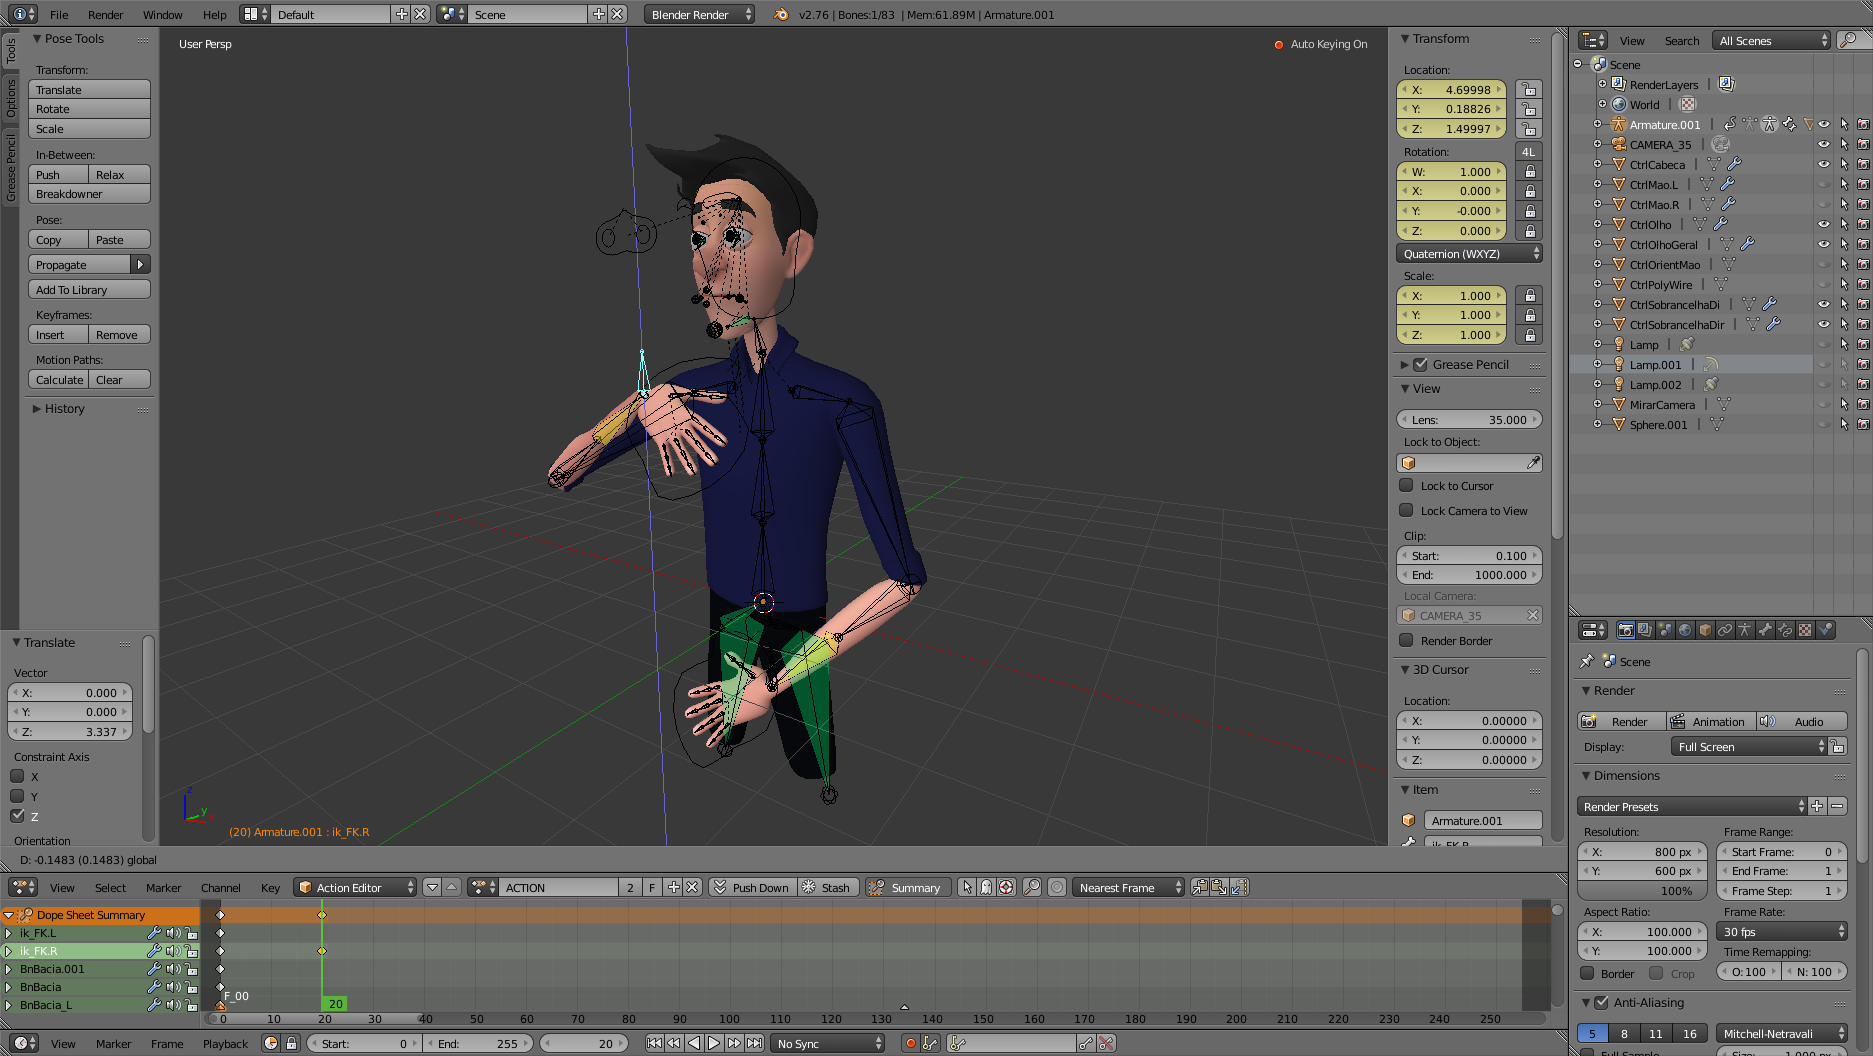 File Render Window Help Default Scene Blender Render v2.76 | Bones:1/83 | Mem:61.89M | Armature.001
Tools
Options
Grease Pencil
Pose Tools
Transform:
Translate
Rotate
Scale
In-Between:
Push Relax
Breakdowner
Pose:
Copy Paste
Propagate
Add To Library
Keyframes:
Insert Remove
Motion Paths:
Calculate Clear
History
Translate
Vector
X: 0.000
Y: 0.000
Z: 3.337
Constraint Axis
X
Y
Z
Orientation
User Persp
Auto Keying On
z
y
(20) Armature.001 : ik_FK.R
D: -0.1483 (0.1483) global
Transform
Location:
X: 4.69998
Y: 0.18826
Z: 1.49997
Rotation: 4L
W: 1.000
X: 0.000
Y: -0.000
Z: 0.000
Quaternion (WXYZ)
Scale:
X: 1.000
Y: 1.000
Z: 1.000
Grease Pencil
View
Lens: 35.000
Lock to Object:
Lock to Cursor
Lock Camera to View
Clip:
Start: 0.100
End: 1000.000
Local Camera:
CAMERA_35
Render Border
3D Cursor
Location:
X: 0.00000
Y: 0.00000
Z: 0.00000
Item
Armature.001
ik_FK.R
View Search All Scenes
Scene
RenderLayers |
World |
Armature.001 |
CAMERA_35 |
CtrlCabeca |
CtrlMao.L |
CtrlMao.R |
CtrlOlho |
CtrlOlhoGeral |
CtrlOrientMao |
CtrlPolyWire |
CtrlSobrancelhaDi |
CtrlSobrancelhaDir |
Lamp |
Lamp.001 |
Lamp.002 |
MirarCamera |
Sphere.001 |
Scene
Render
Render Animation Audio
Display: Full Screen
Dimensions
Render Presets
Resolution: Frame Range:
X: 800 px Start Frame: 0
Y: 600 px End Frame: 1
100% Frame Step: 1
Aspect Ratio: Frame Rate:
X: 100.000 30 fps
Y: 100.000 Time Remapping:
Border Crop O:100 N: 100
Anti-Aliasing
5 8 11 16 Mitchell-Netravali
Full Sample Size: 1.000 px
View Select Marker Channel Key Action Editor ACTION 2 F Push Down Stash Summary Nearest Frame
Dope Sheet Summary
ik_FK.L
ik_FK.R
BnBacia.001
BnBacia
BnBacia_L
F_00
20
0 10 20 30 40 50 60 70 80 90 100 110 120 130 140 150 160 170 180 190 200 210 220 230 240 250
View Marker Frame Playback Start: 0 End: 255 20 No Sync